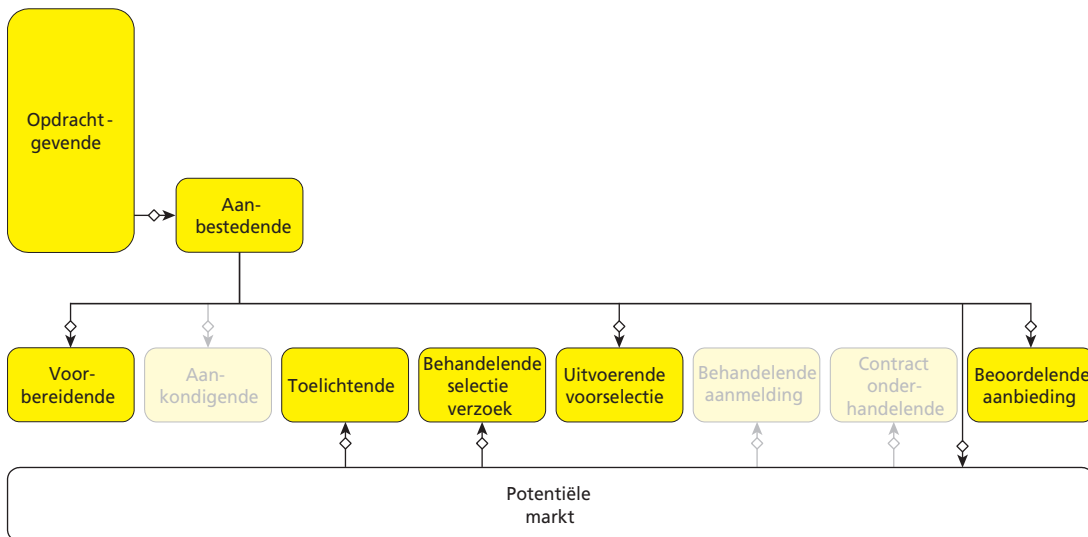 Opdracht-
gevende
Aan-
bestedende
Voor-
bereidende
Aan-
kondigende
Toelichtende
Behandelende
selectie
verzoek
Uitvoerende
voorselectie
Behandelende
aanmelding
Contract
onder-
handelende
Beoordelende
aanbieding
Potentiële
markt